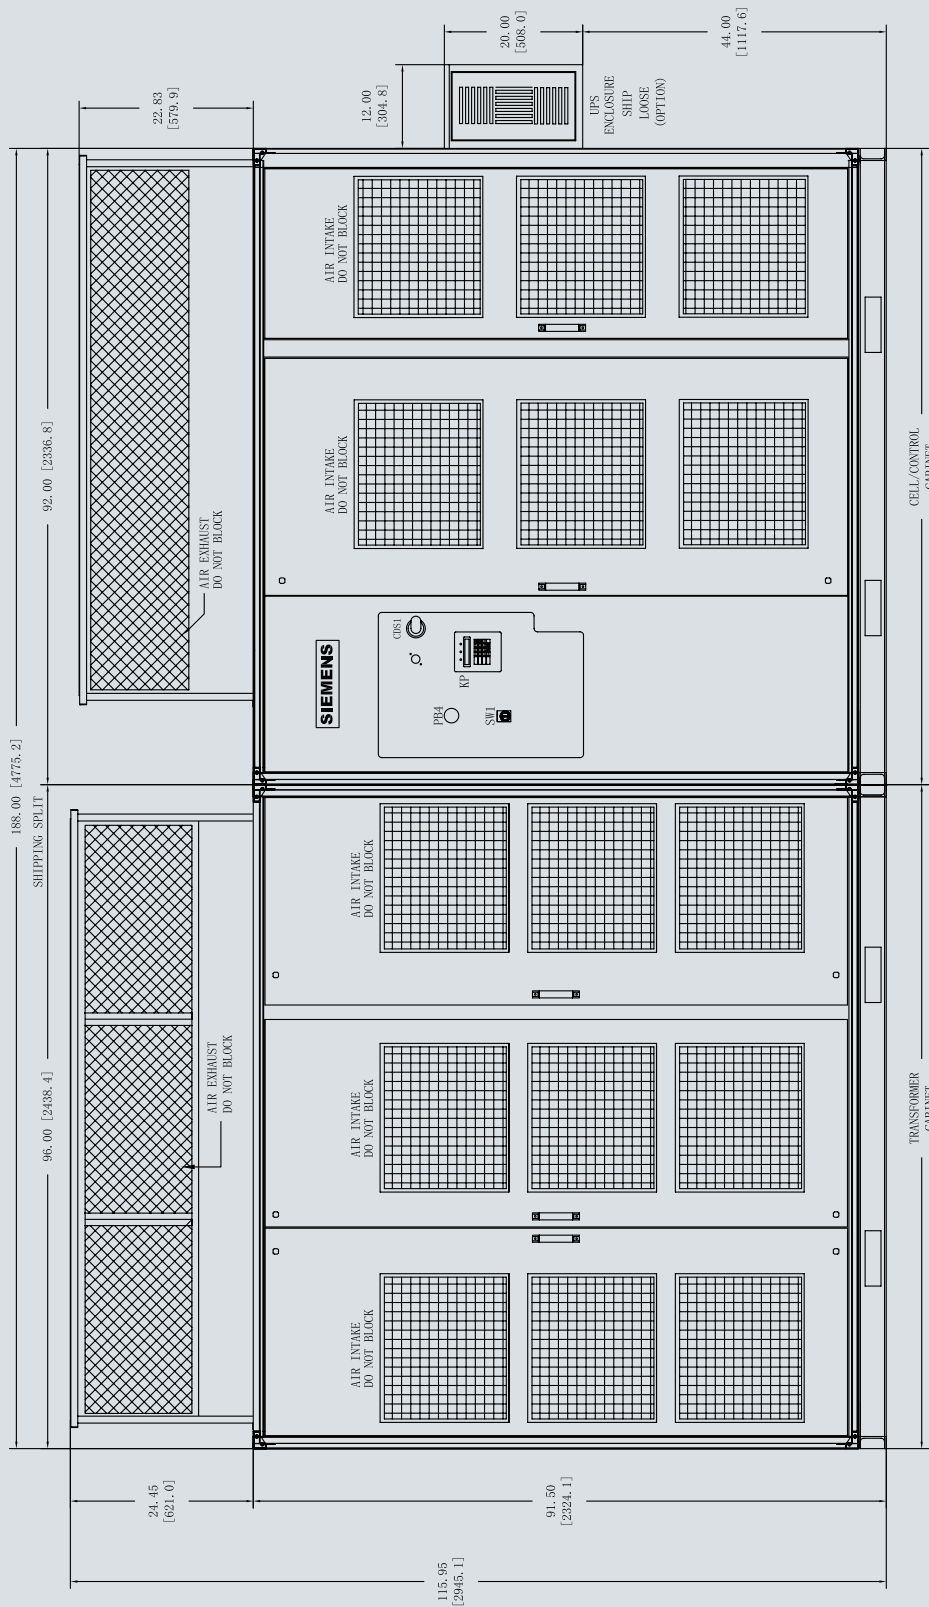 188.00 [4775.2]
SHIPPING SPLIT
96.00 [2438.4]
92.00 [2336.8]
115.95
[2945.1]
24.45
[621.0]
91.50
[2324.1]
22.83
[579.9]
12.00
[304.8]
20.00
[508.0]
44.00
[1117.6]
AIR EXHAUST
DO NOT BLOCK
AIR EXHAUST
DO NOT BLOCK
AIR INTAKE
DO NOT BLOCK
AIR INTAKE
DO NOT BLOCK
AIR INTAKE
DO NOT BLOCK
SIEMENS
CDS1
PB4
KP
SW1
AIR INTAKE
DO NOT BLOCK
AIR INTAKE
DO NOT BLOCK
UPS
ENCLOSURE
SHIP
LOOSE
(OPTION)
TRANSFORMER
CABINET
CELL/CONTROL
CABINET